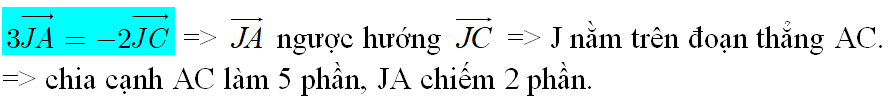 $3\overrightarrow{JA} = -2\overrightarrow{JC}$ => $\overrightarrow{JA}$ ngược hướng $\overrightarrow{JC}$ => J nằm trên đoạn thẳng AC.
=> chia cạnh AC làm 5 phần, JA chiếm 2 phần.